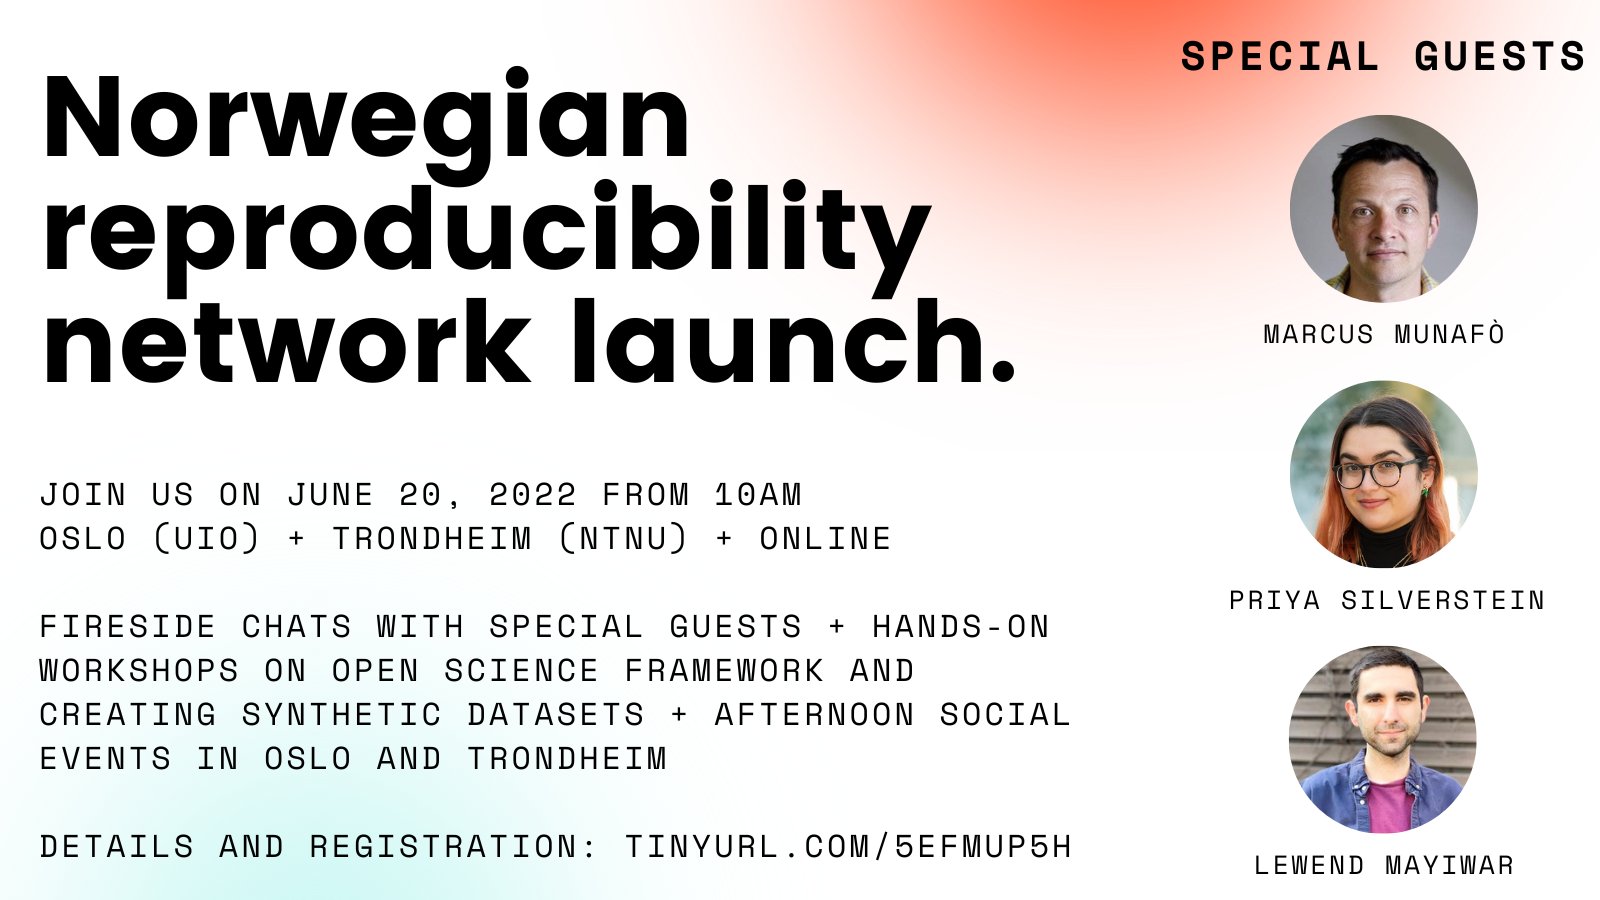 Norwegian
reproducibility
network launch.
JOIN US ON JUNE 20, 2022 FROM 10AM
OSLO (UIO) + TRONDHEIM (NTNU) + ONLINE
FIRESIDE CHATS WITH SPECIAL GUESTS + HANDS-ON
WORKSHOPS ON OPEN SCIENCE FRAMEWORK AND
CREATING SYNTHETIC DATASETS + AFTERNOON SOCIAL
EVENTS IN OSLO AND TRONDHEIM
DETAILS AND REGISTRATION: TINYURL.COM/5EFMUP5H
SPECIAL GUESTS
MARCUS MUNAFÒ
PRIYA SILVERSTEIN
LEWEND MAYIWAR